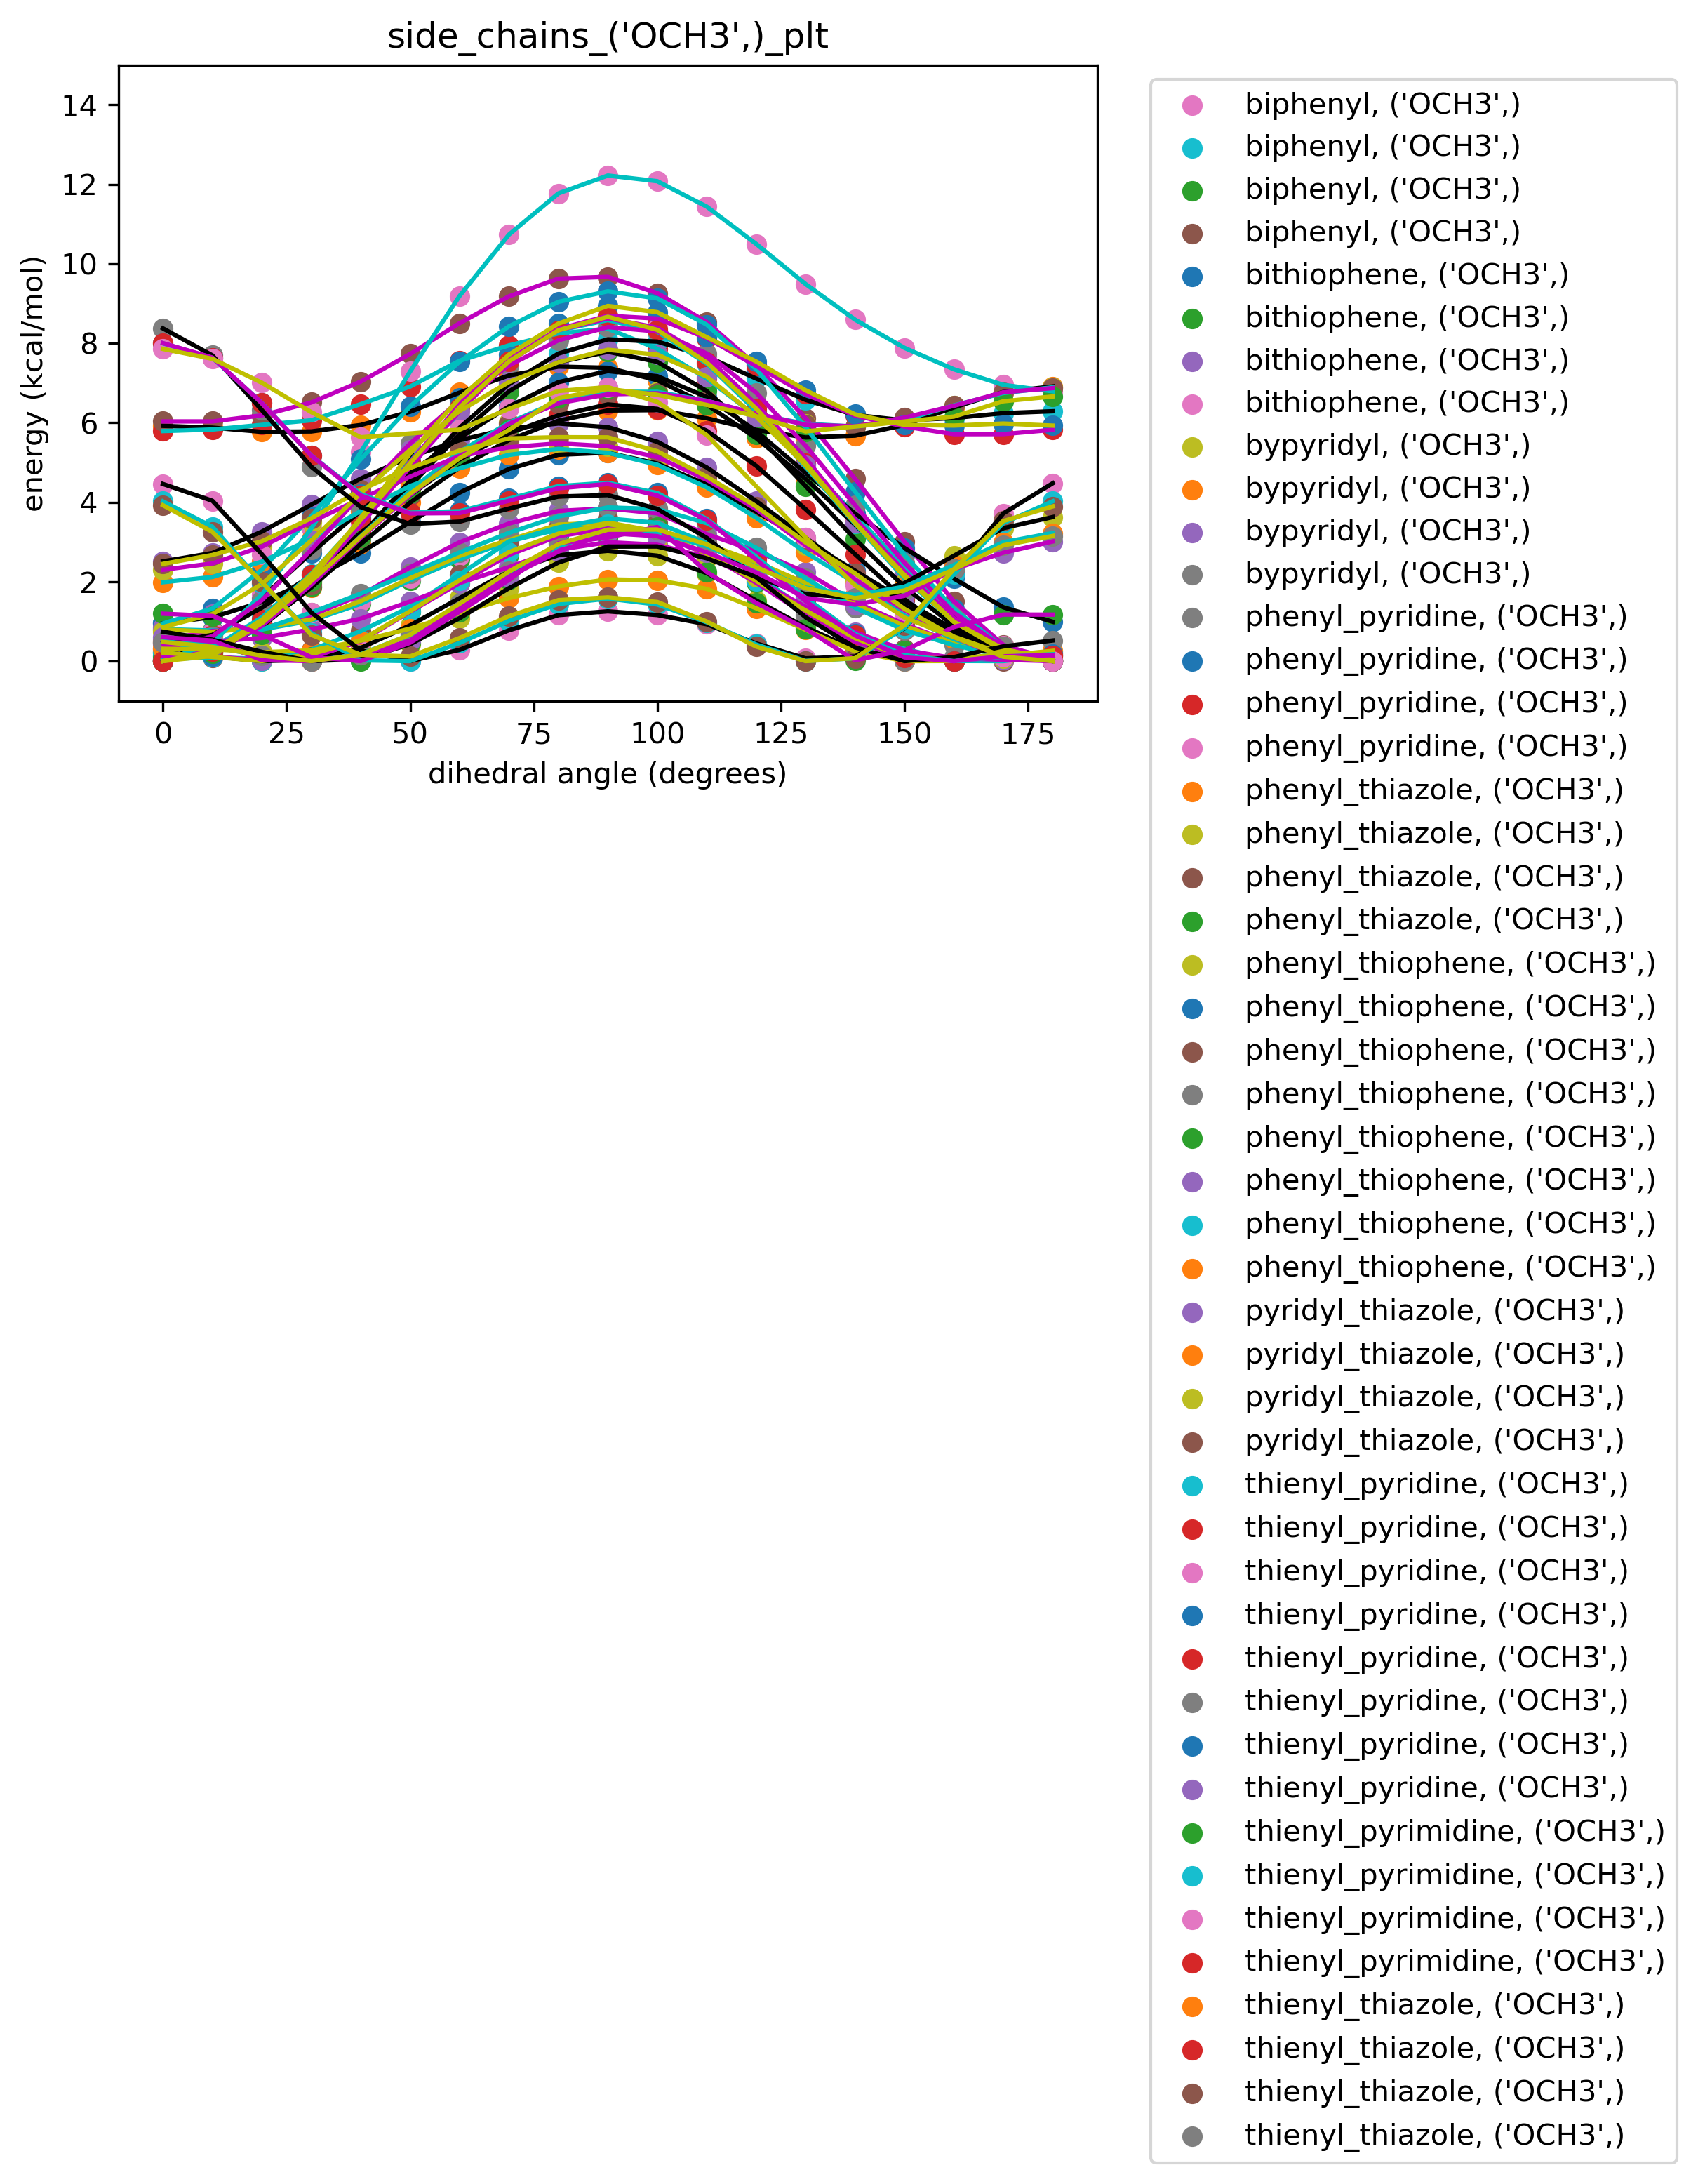 side_chains_('OCH3',)_plt
14
12
10
8
6
4
2
0
energy (kcal/mol)
0 25 50 75 100 125 150 175
dihedral angle (degrees)
biphenyl, ('OCH3',)
biphenyl, ('OCH3',)
biphenyl, ('OCH3',)
biphenyl, ('OCH3',)
bithiophene, ('OCH3',)
bithiophene, ('OCH3',)
bithiophene, ('OCH3',)
bithiophene, ('OCH3',)
bypyridyl, ('OCH3',)
bypyridyl, ('OCH3',)
bypyridyl, ('OCH3',)
bypyridyl, ('OCH3',)
phenyl_pyridine, ('OCH3',)
phenyl_pyridine, ('OCH3',)
phenyl_pyridine, ('OCH3',)
phenyl_pyridine, ('OCH3',)
phenyl_thiazole, ('OCH3',)
phenyl_thiazole, ('OCH3',)
phenyl_thiazole, ('OCH3',)
phenyl_thiazole, ('OCH3',)
phenyl_thiophene, ('OCH3',)
phenyl_thiophene, ('OCH3',)
phenyl_thiophene, ('OCH3',)
phenyl_thiophene, ('OCH3',)
phenyl_thiophene, ('OCH3',)
phenyl_thiophene, ('OCH3',)
phenyl_thiophene, ('OCH3',)
phenyl_thiophene, ('OCH3',)
pyridyl_thiazole, ('OCH3',)
pyridyl_thiazole, ('OCH3',)
pyridyl_thiazole, ('OCH3',)
pyridyl_thiazole, ('OCH3',)
thienyl_pyridine, ('OCH3',)
thienyl_pyridine, ('OCH3',)
thienyl_pyridine, ('OCH3',)
thienyl_pyridine, ('OCH3',)
thienyl_pyridine, ('OCH3',)
thienyl_pyridine, ('OCH3',)
thienyl_pyridine, ('OCH3',)
thienyl_pyridine, ('OCH3',)
thienyl_pyrimidine, ('OCH3',)
thienyl_pyrimidine, ('OCH3',)
thienyl_pyrimidine, ('OCH3',)
thienyl_pyrimidine, ('OCH3',)
thienyl_thiazole, ('OCH3',)
thienyl_thiazole, ('OCH3',)
thienyl_thiazole, ('OCH3',)
thienyl_thiazole, ('OCH3',)